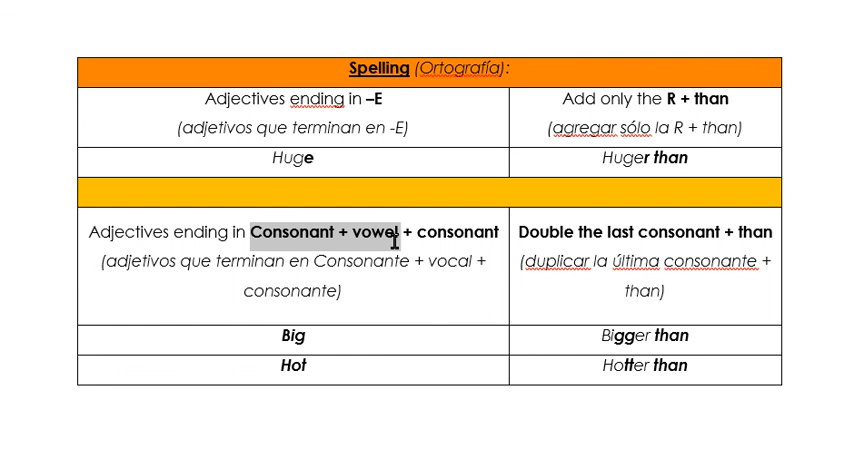 Spelling (Ortografía):
Adjectives ending in –E
(adjetivos que terminan en -E)
Add only the R + than
(agregar sólo la R + than)
Huge
Huger than
Adjectives ending in Consonant + vowel + consonant
(adjetivos que terminan en Consonante + vocal +
consonante)
Double the last consonant + than
(duplicar la última consonante +
than)
Big
Bigger than
Hot
Hotter than